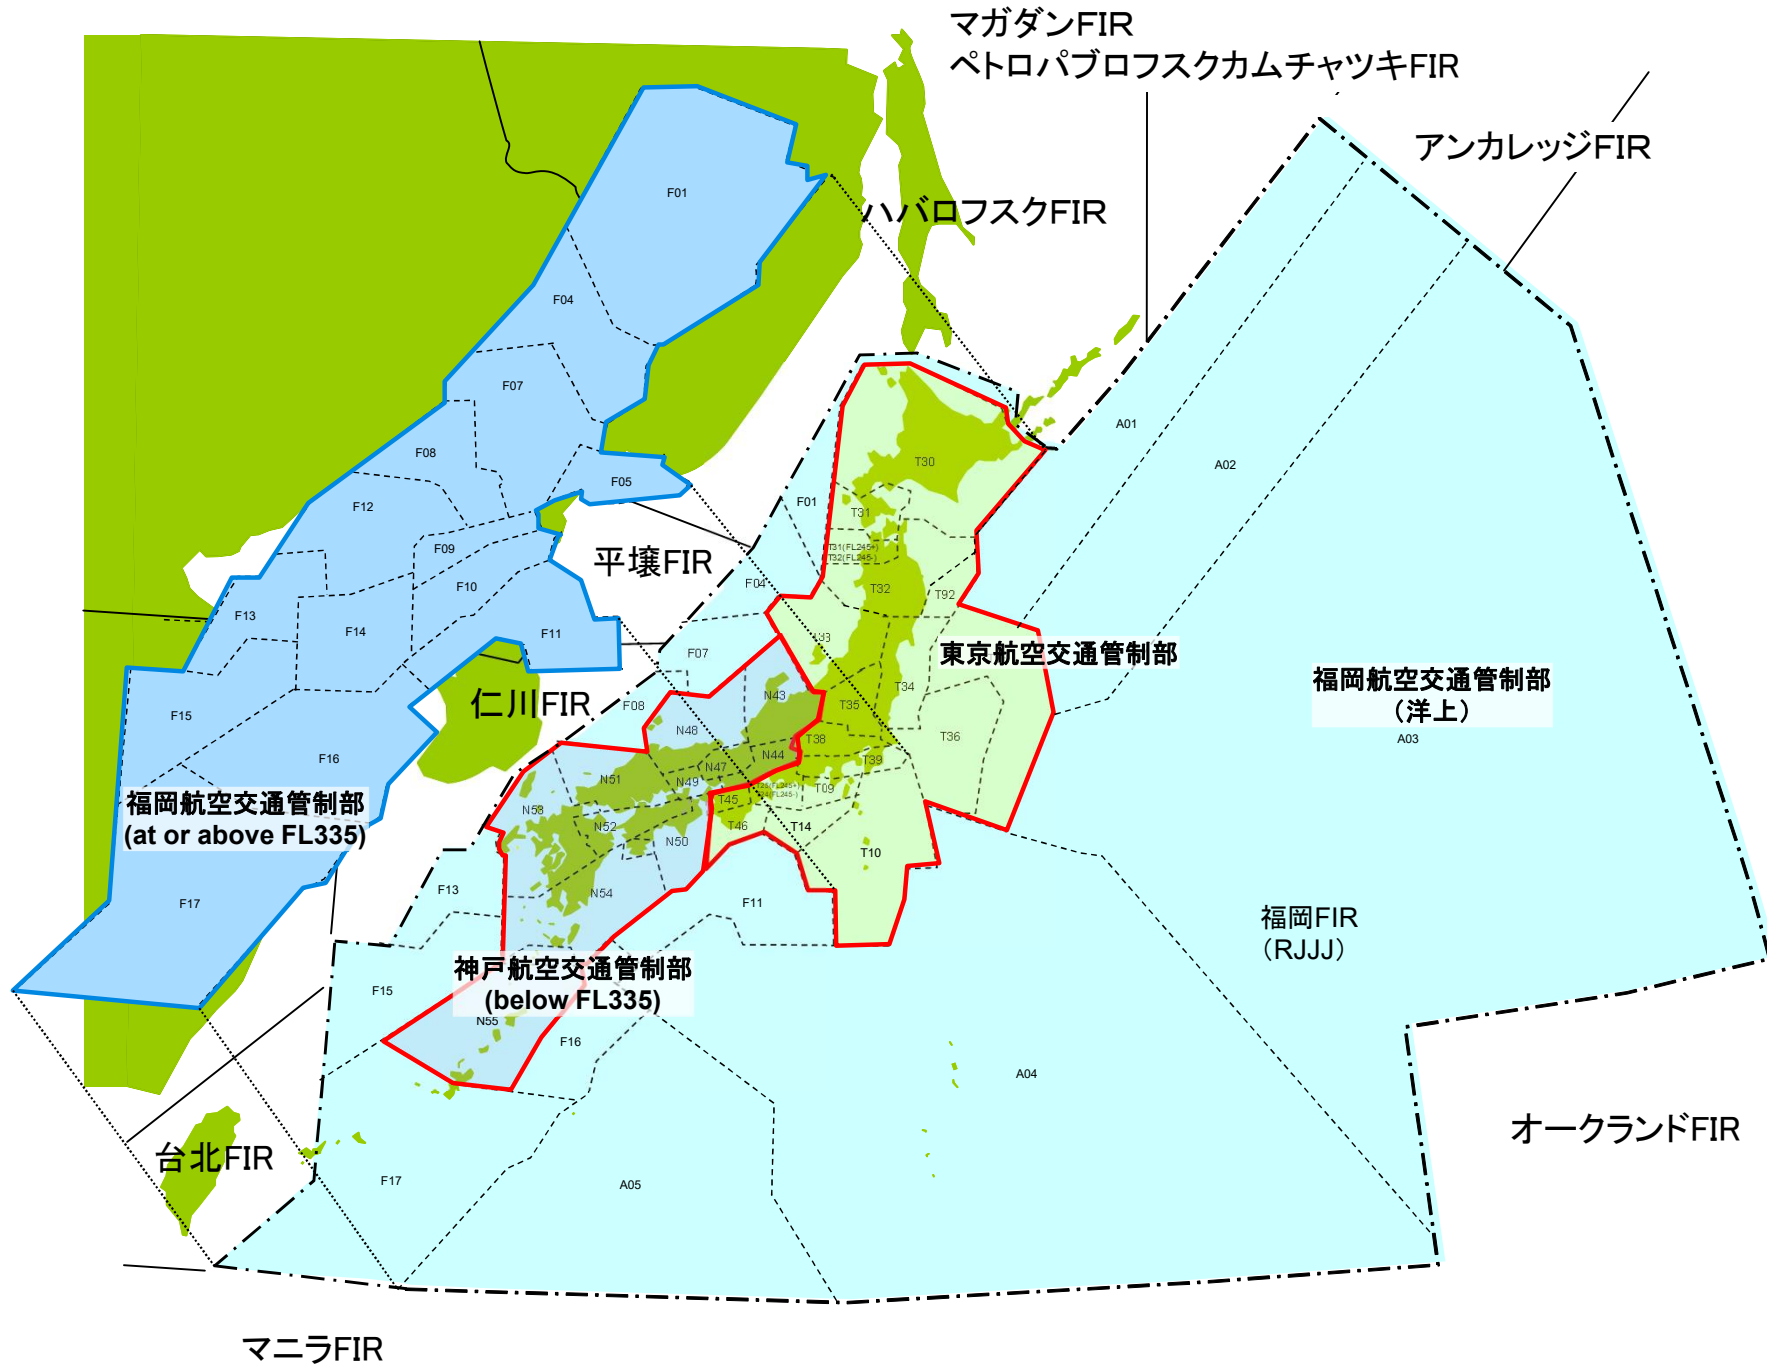 マガダンFIR
ペトロパブロフスクカムチャツキFIR
アンカレッジFIR
ハバロフスクFIR
F01
F04
F07
F08
F05
F12
F09
F10
F13
F14
F11
F15
F16
F17
福岡航空交通管制部
(at or above FL335)
平壌FIR
仁川FIR
台北FIR
マニラFIR
オークランドFIR
福岡FIR
（RJJJ）
福岡航空交通管制部
（洋上）
東京航空交通管制部
神戸航空交通管制部
(below FL335)
A01
A02
A03
A04
A05
F01
F04
F07
F08
F13
F15
F11
F16
F17
T30
T31
T31(FL245+)
T32(FL245-)
T32
T92
T34
T35
T36
T38
T39
T09
T45
T46
T14
T10
N43
N48
N44
N47
N49
N51
N53
N52
N50
N54
N55